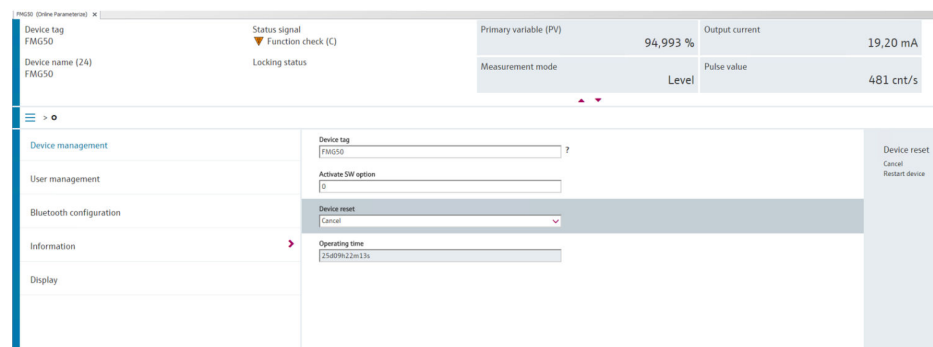 FMG50 (Online Parameterize) x
Device tag
FMG50
Status signal
Function check (C)
Primary variable (PV)
94,993 %
Output current
19,20 mA
Device name (24)
FMG50
Locking status
Measurement mode
Level
Pulse value
481 cnt/s
> O
Device management
User management
Bluetooth configuration
Information
Display
Device tag
FMG50
?
Activate SW option
0
Device reset
Cancel
Operating time
25d09h22m13s
Device reset
Cancel
Restart device